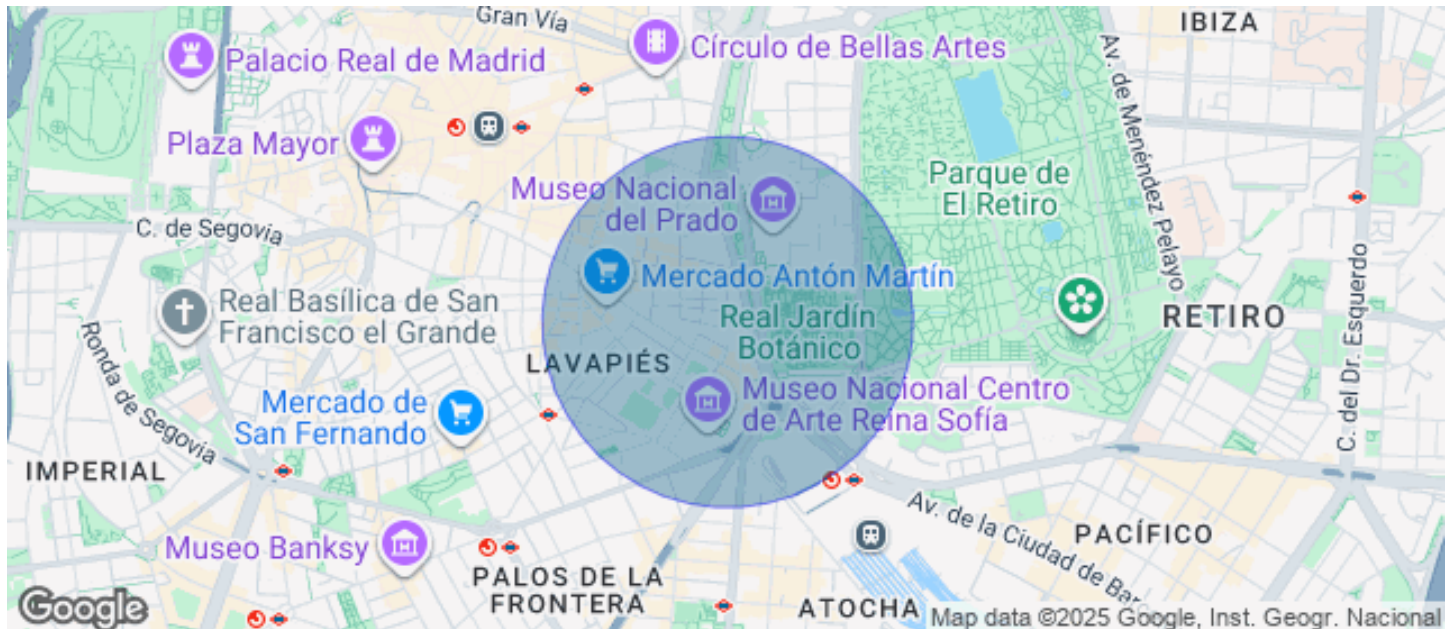 Gran Vía
IBIZA
Palacio Real de Madrid
Círculo de Bellas Artes
Av. de Menéndez Pelayo
Plaza Mayor
Museo Nacional
del Prado
Parque de
El Retiro
C. de Segovia
Mercado Antón Martín
Real Basílica de San
Francisco el Grande
Real Jardín
Botánico
RETIRO
C. del Dr. Esquerdo
Ronda de Segovia
LAVAPIÉS
Mercado de
San Fernando
Museo Nacional Centro
de Arte Reina Sofía
IMPERIAL
Av. de la Ciudad de Bar
PACÍFICO
Museo Banksy
PALOS DE LA
FRONTERA
ATOCHA
Google
Map data ©2025 Google, Inst. Geogr. Nacional